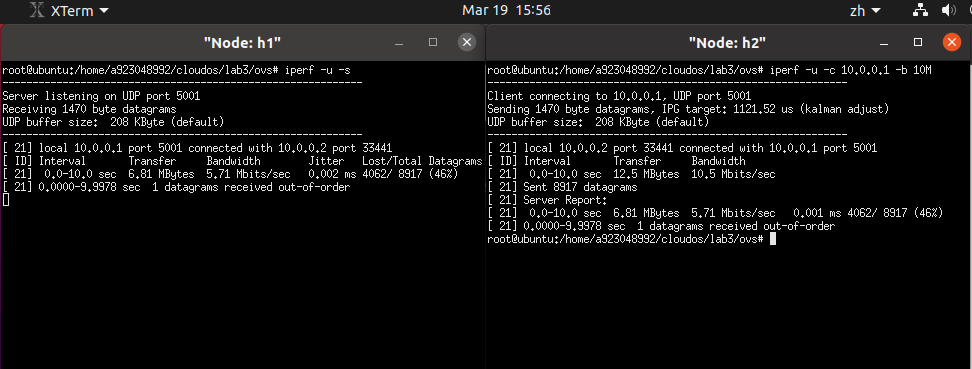 XTerm
Mar 19 15:56
zh
"Node: h1"
root@ubuntu:/home/a923048992/cloudos/lab3/ovs# iperf -u -s
------------------------------------------------------------
Server listening on UDP port 5001
Receiving 1470 byte datagrams
UDP buffer size:  208 KByte (default)
------------------------------------------------------------
[ 21] local 10.0.0.1 port 5001 connected with 10.0.0.2 port 33441
[ ID] Interval       Transfer     Bandwidth        Jitter   Lost/Total Datagrams
[ 21]  0.0-10.0 sec  6.81 MBytes  5.71 Mbits/sec   0.002 ms 4062/ 8917 (46%)
[ 21] 0.0000-9.9978 sec  1 datagrams received out-of-order
"Node: h2"
root@ubuntu:/home/a923048992/cloudos/lab3/ovs# iperf -u -c 10.0.0.1 -b 10M
------------------------------------------------------------
Client connecting to 10.0.0.1, UDP port 5001
Sending 1470 byte datagrams, IPG target: 1121.52 us (kalman adjust)
UDP buffer size:  208 KByte (default)
------------------------------------------------------------
[ 21] local 10.0.0.2 port 33441 connected with 10.0.0.1 port 5001
[ ID] Interval       Transfer     Bandwidth
[ 21]  0.0-10.0 sec  12.5 MBytes  10.5 Mbits/sec
[ 21] Sent 8917 datagrams
[ 21] Server Report:
[ 21]  0.0-10.0 sec  6.81 MBytes  5.71 Mbits/sec   0.001 ms 4062/ 8917 (46%)
[ 21] 0.0000-9.9978 sec  1 datagrams received out-of-order
root@ubuntu:/home/a923048992/cloudos/lab3/ovs#